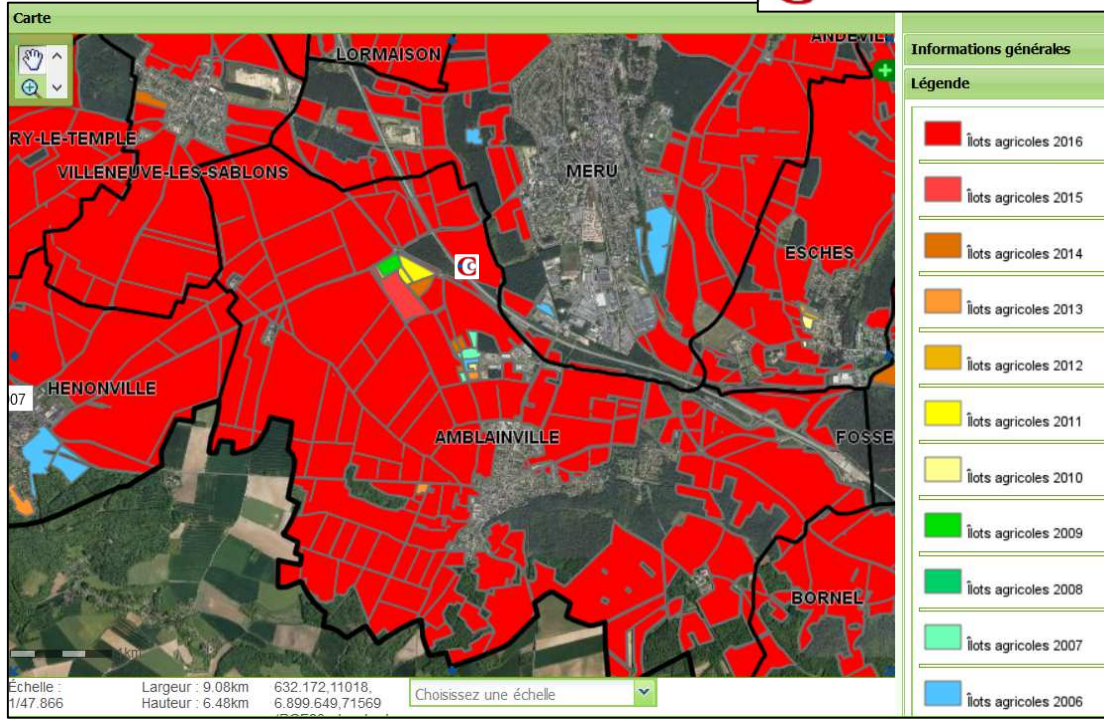 Carte
Informations générales
Légende
Îlots agricoles 2016
Îlots agricoles 2015
Îlots agricoles 2014
Îlots agricoles 2013
Îlots agricoles 2012
Îlots agricoles 2011
Îlots agricoles 2010
Îlots agricoles 2009
Îlots agricoles 2008
Îlots agricoles 2007
Îlots agricoles 2006
ANDEVILL
LORMAISON
RY-LE-TEMPLE
VILLENEUVE-LES-SABLONS
MERU
ESCHES
HENONVILLE
07
AMBLAINVILLE
FOSSE
BORNEL
1km
Échelle :
1/47.866
Largeur : 9.08km
Hauteur : 6.48km
632.172,11018,
6.899.649,71569
Choisissez une échelle